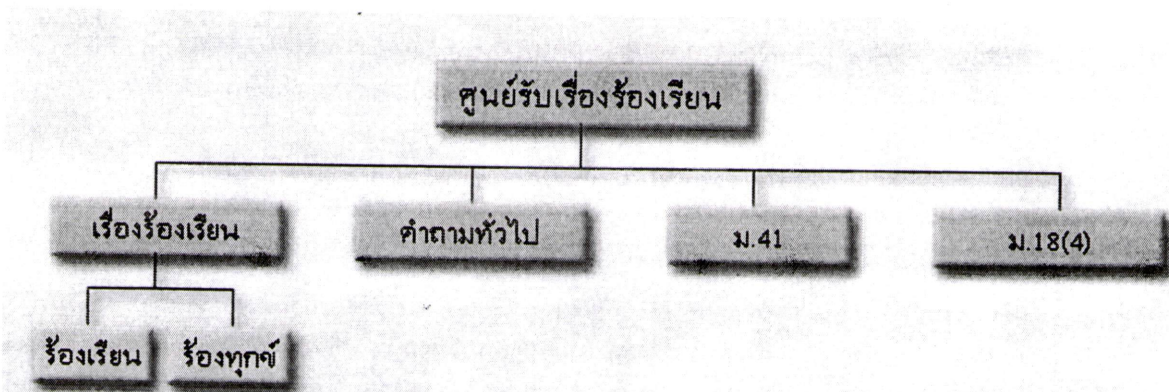 ศูนย์รับเรื่องร้องเรียน
เรื่องร้องเรียน
คำถามทั่วไป
ม.41
ม.18(4)
ร้องเรียน
ร้องทุกข์